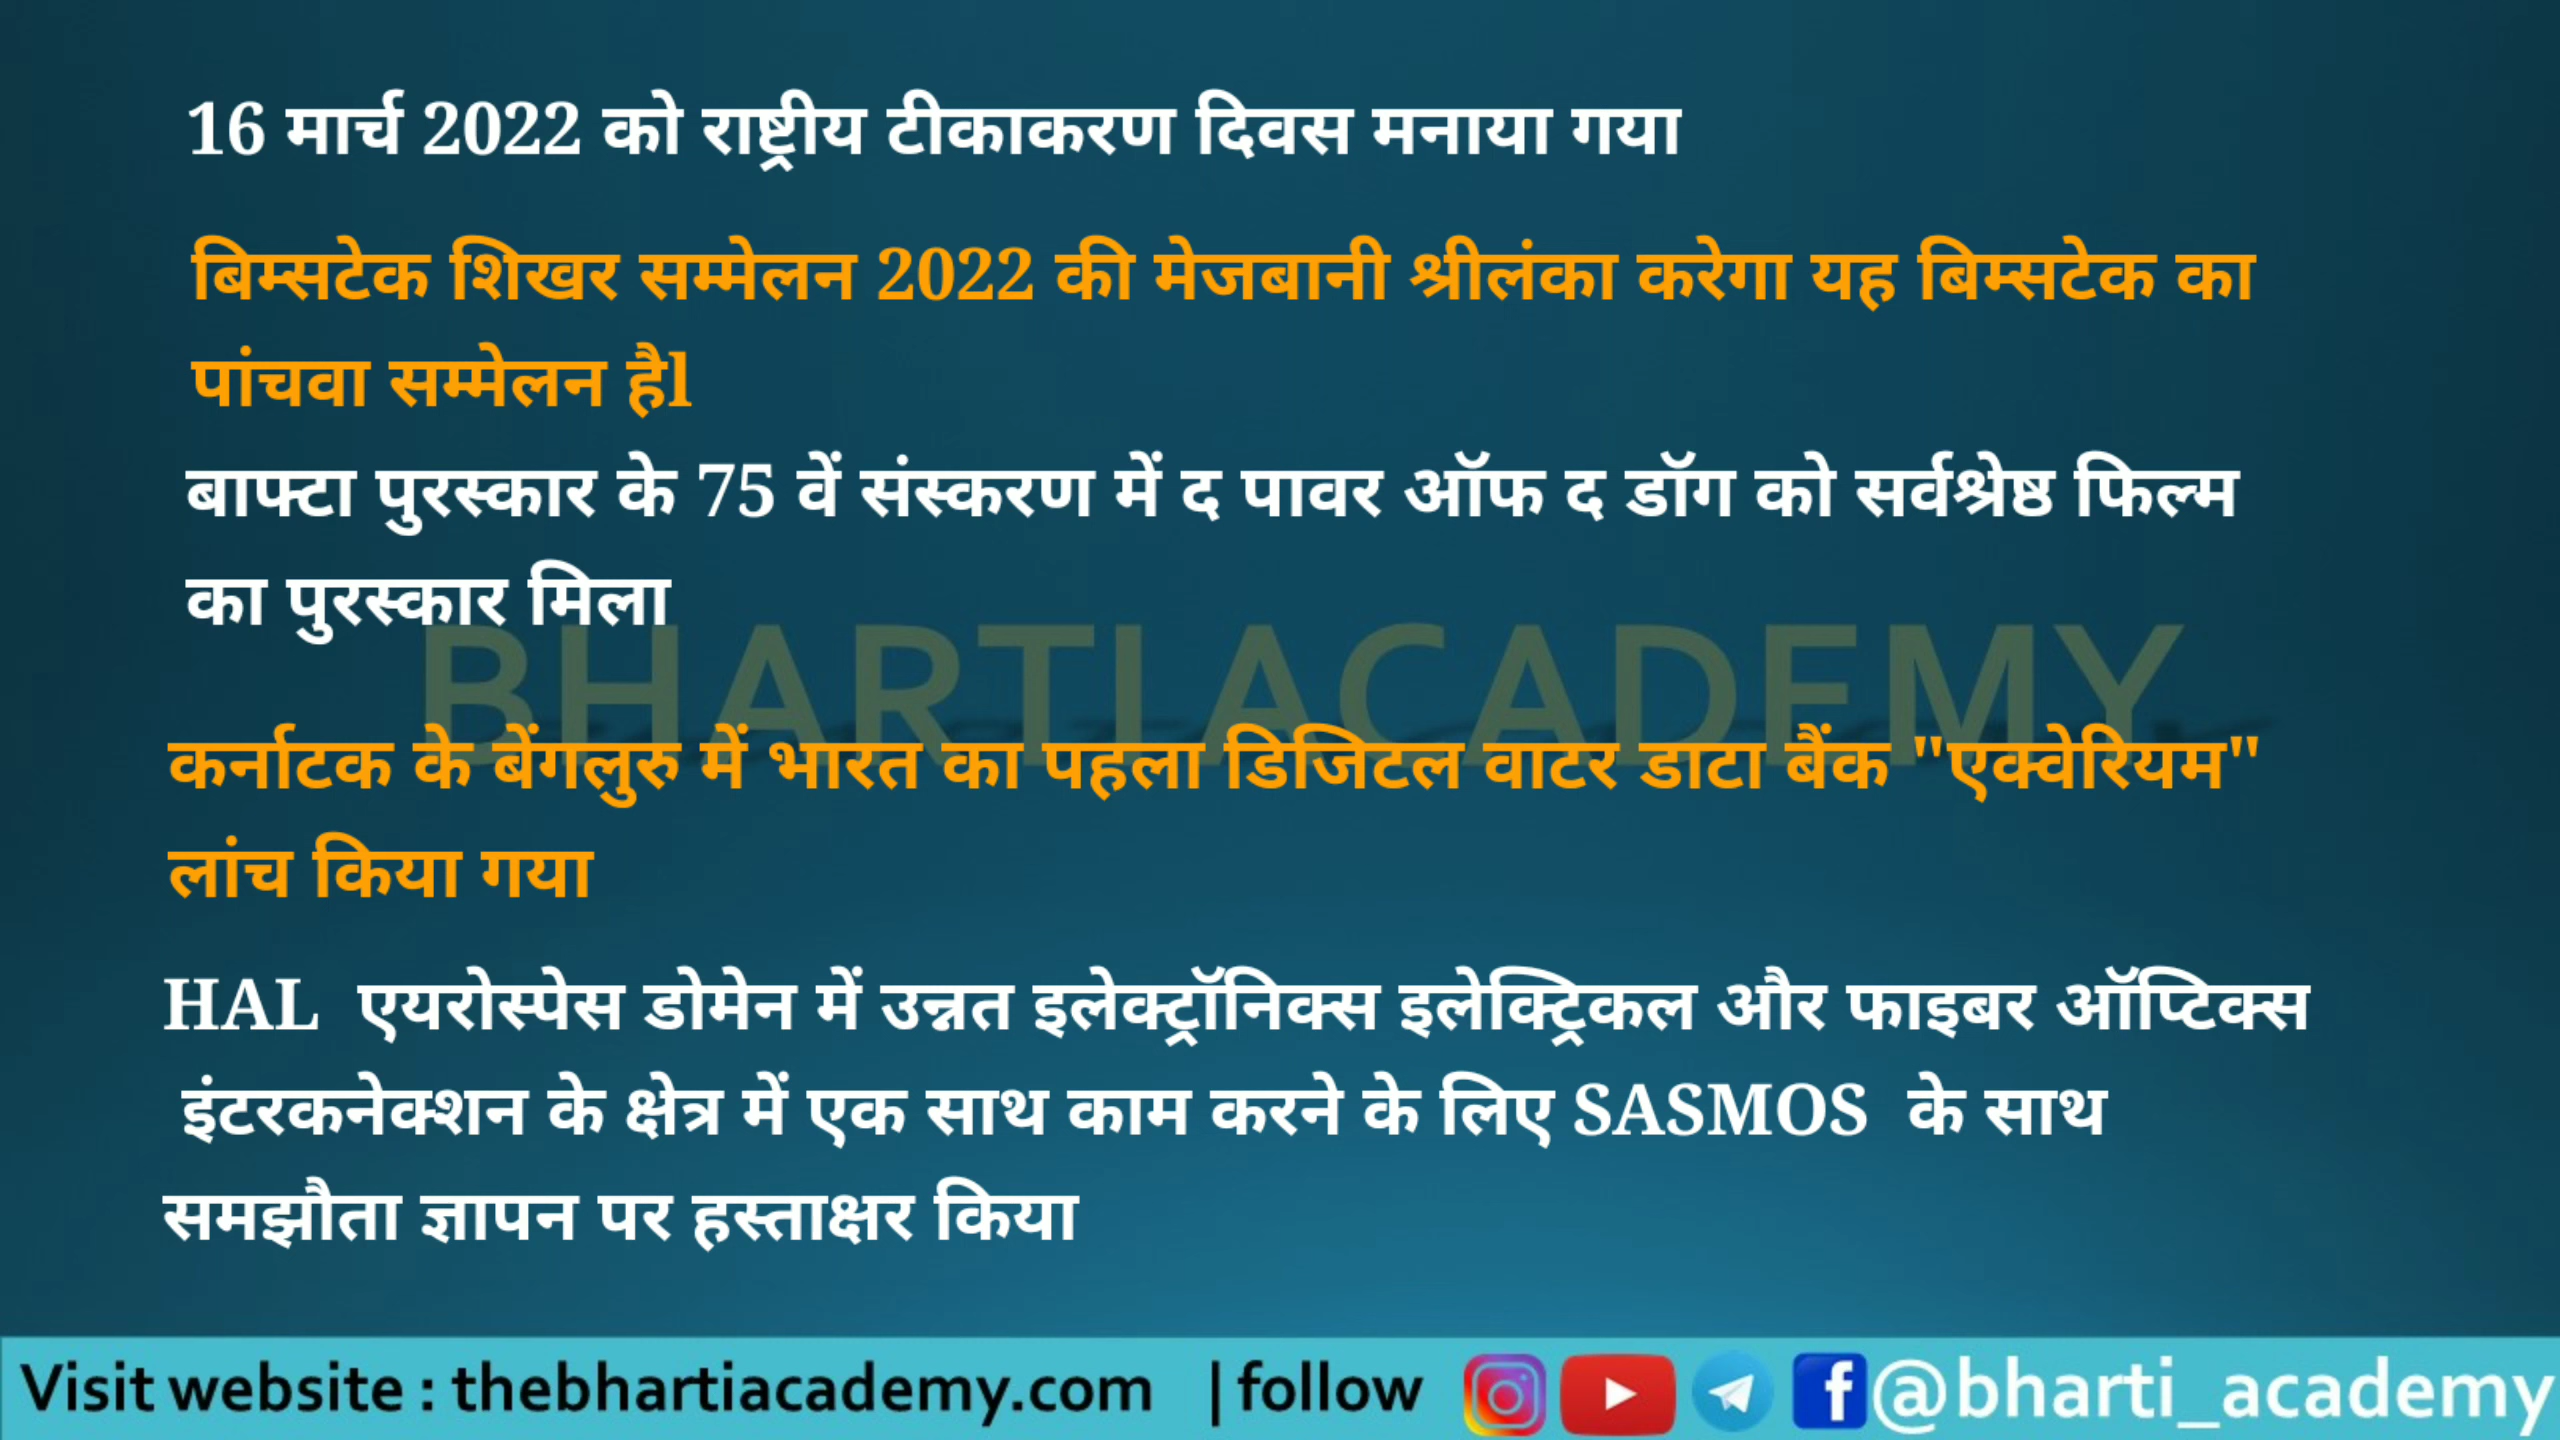 16 मार्च 2022 को राष्ट्रीय टीकाकरण दिवस मनाया गया
बिम्सटेक शिखर सम्मेलन 2022 की मेजबानी श्रीलंका करेगा यह बिम्सटेक का
पांचवा सम्मेलन हैl
बाफ्टा पुरस्कार के 75 वें संस्करण में द पावर ऑफ द डॉग को सर्वश्रेष्ठ फिल्म
का पुरस्कार मिला
BHARTI ACADEMY
कर्नाटक के बेंगलुरु में भारत का पहला डिजिटल वाटर डाटा बैंक "एक्वेरियम"
लांच किया गया
HAL एयरोस्पेस डोमेन में उन्नत इलेक्ट्रॉनिक्स इलेक्ट्रिकल और फाइबर ऑप्टिक्स
इंटरकनेक्शन के क्षेत्र में एक साथ काम करने के लिए SASMOS के साथ
समझौता ज्ञापन पर हस्ताक्षर किया
Visit website : thebhartiacademy.com | follow @bharti_academy